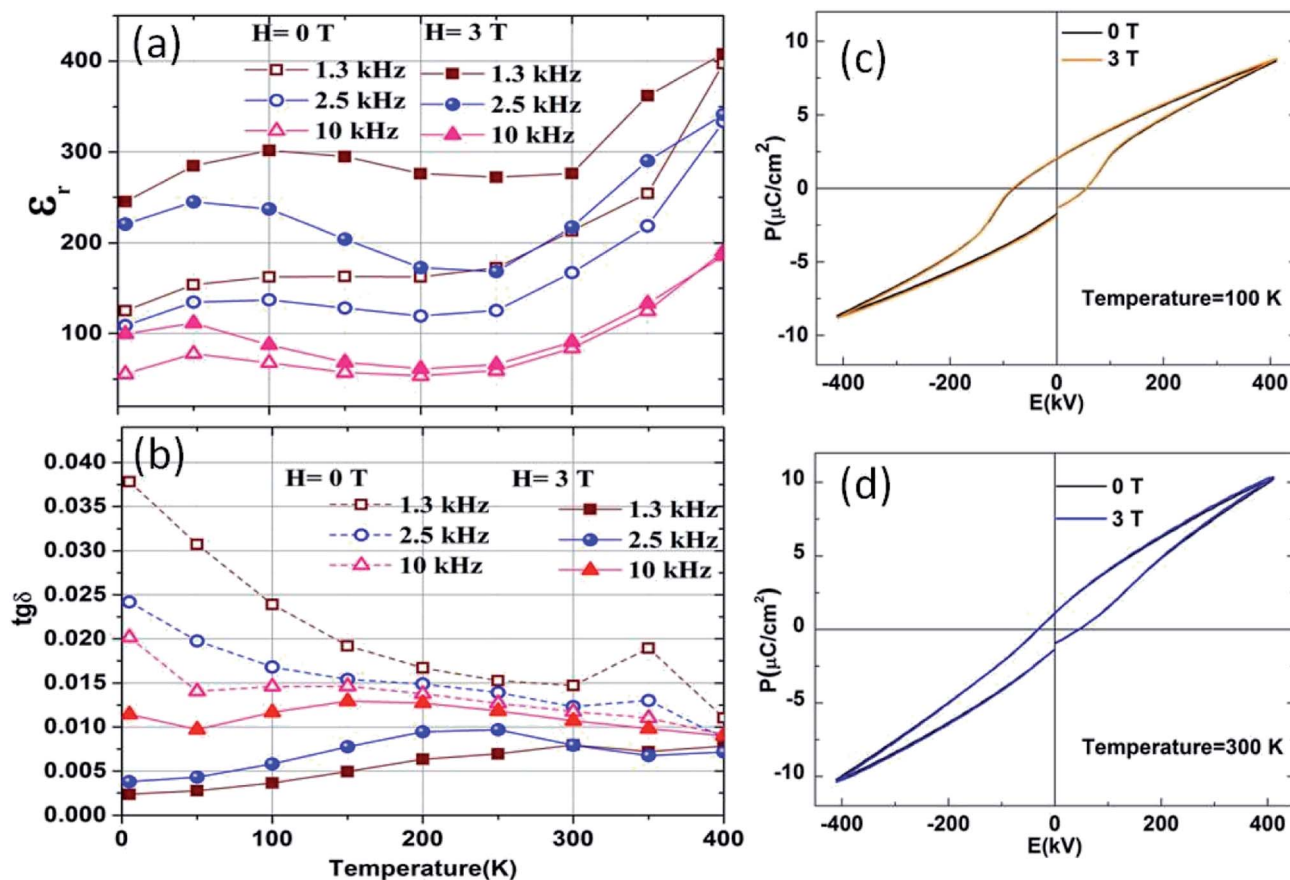 (a)
H= 0 T H= 3 T
1.3 kHz 1.3 kHz
2.5 kHz 2.5 kHz
10 kHz 10 kHz
400
300
200
100
εr
(b)
H= 0 T H= 3 T
1.3 kHz 1.3 kHz
2.5 kHz 2.5 kHz
10 kHz 10 kHz
0.040
0.035
0.030
0.025
0.020
0.015
0.010
0.005
0.000
tgδ
0 100 200 300 400
Temperature(K)
(c)
0 T
3 T
10
5
0
-5
-10
P(μC/cm²)
Temperature=100 K
-400 -200 0 200 400
E(kV)
(d)
0 T
3 T
10
5
0
-5
-10
P(μC/cm²)
Temperature=300 K
-400 -200 0 200 400
E(kV)